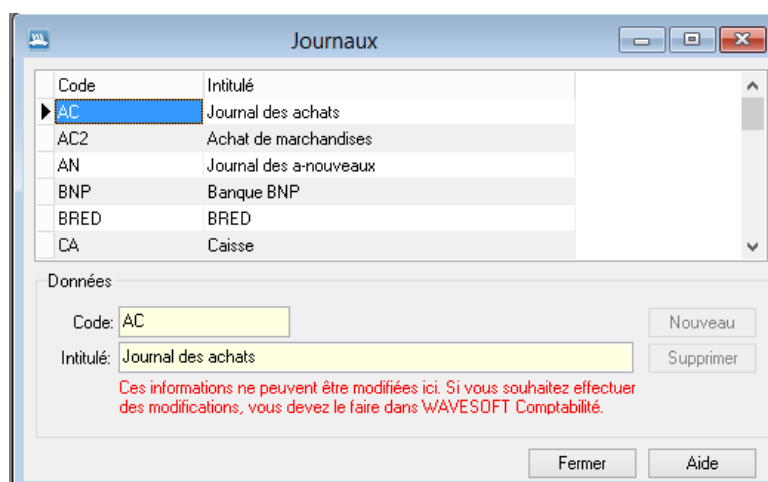 Journaux
Code Intitulé
AC Journal des achats
AC2 Achat de marchandises
AN Journal des a-nouveaux
BNP Banque BNP
BRED BRED
CA Caisse
Données
Code: AC Nouveau
Intitulé: Journal des achats Supprimer
Ces informations ne peuvent être modifiées ici. Si vous souhaitez effectuer
des modifications, vous devez le faire dans WAVESOFT Comptabilité.
Fermer Aide